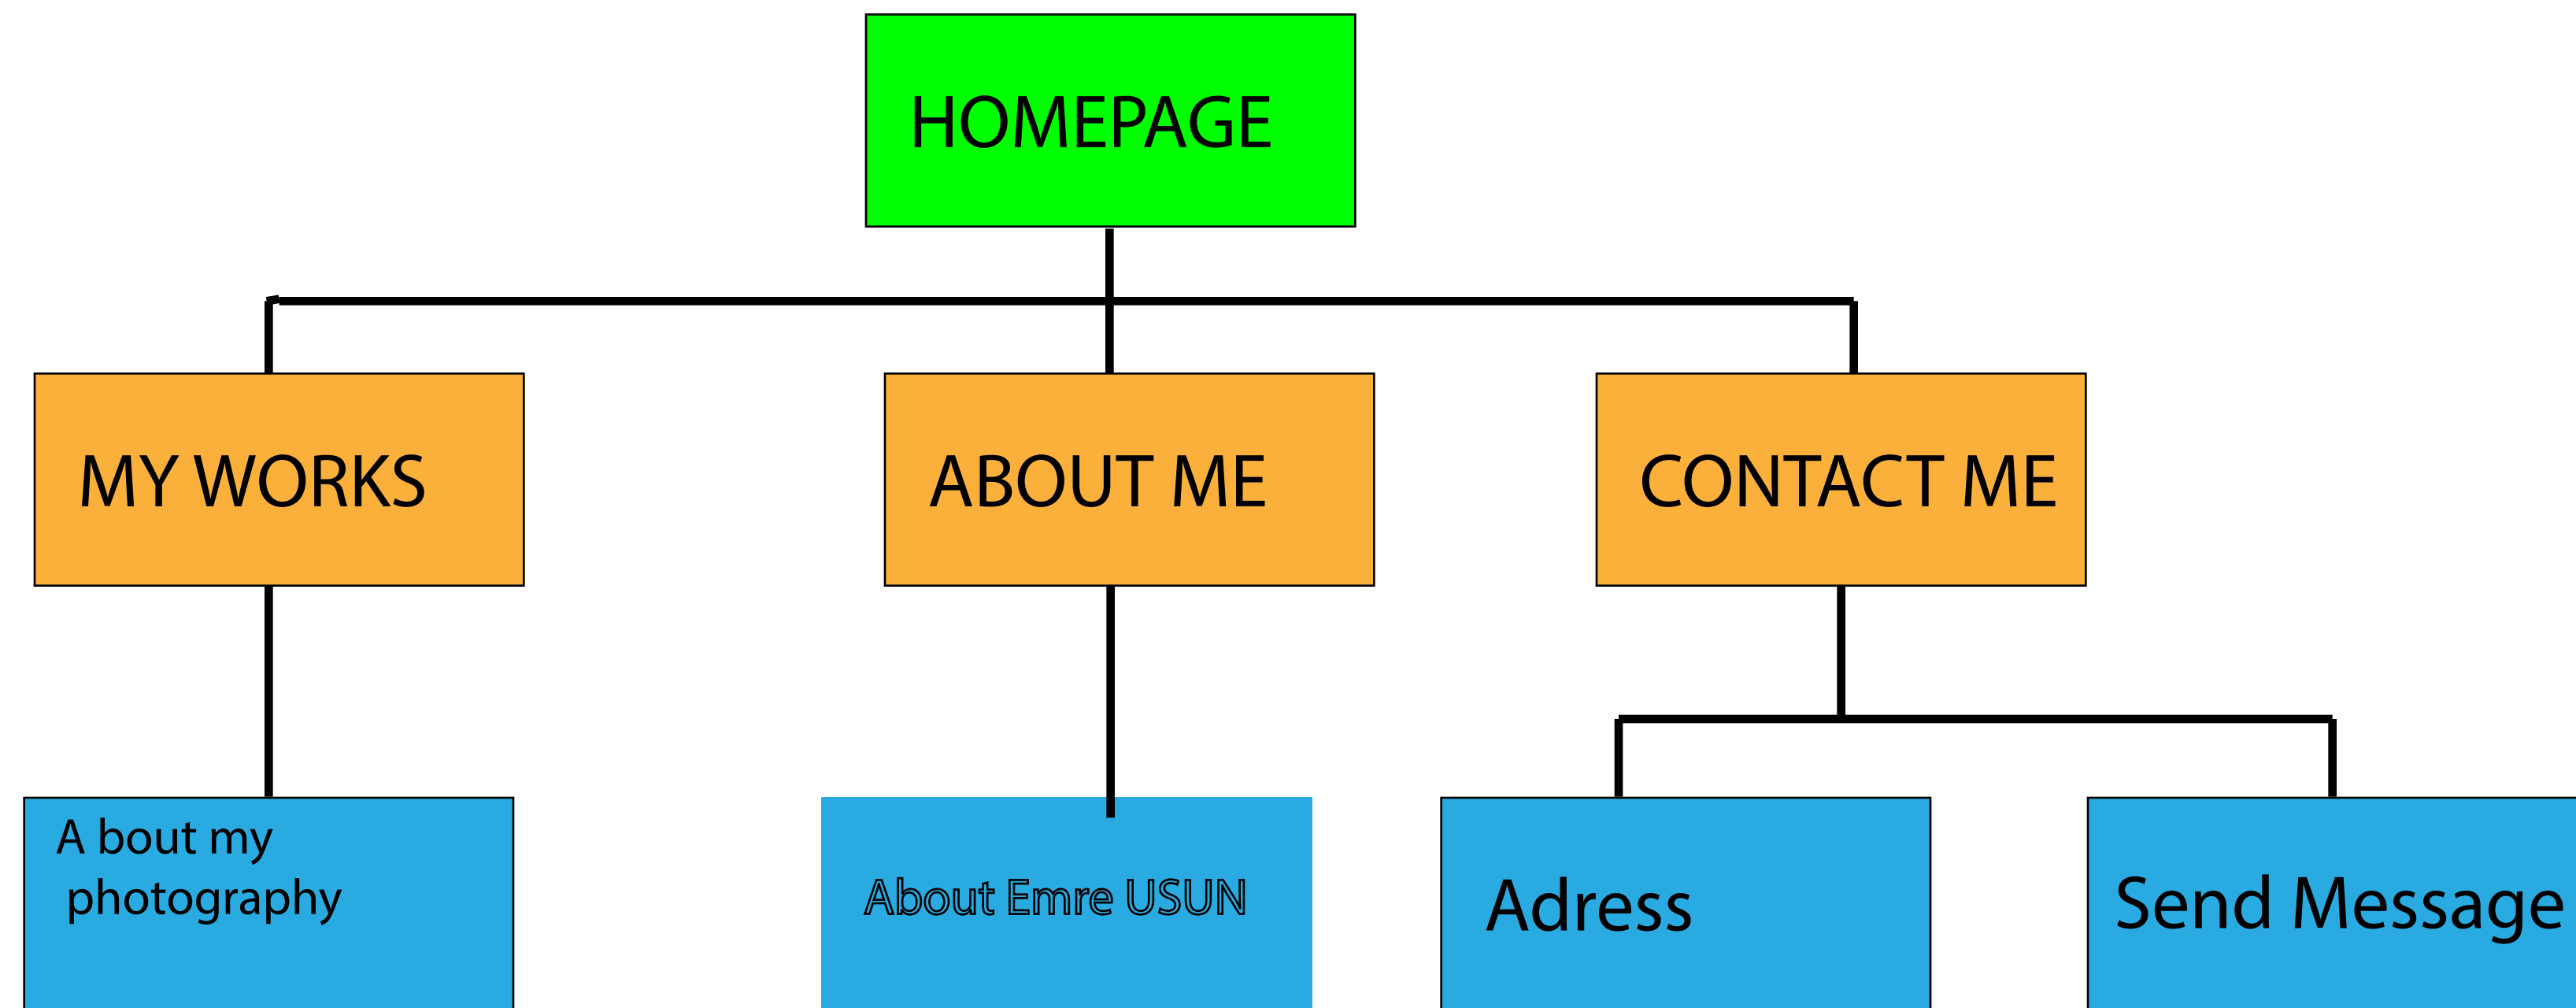 HOMEPAGE
MY WORKS
ABOUT ME
CONTACT ME
A bout my
photography
About Emre USUN
Adress
Send Message